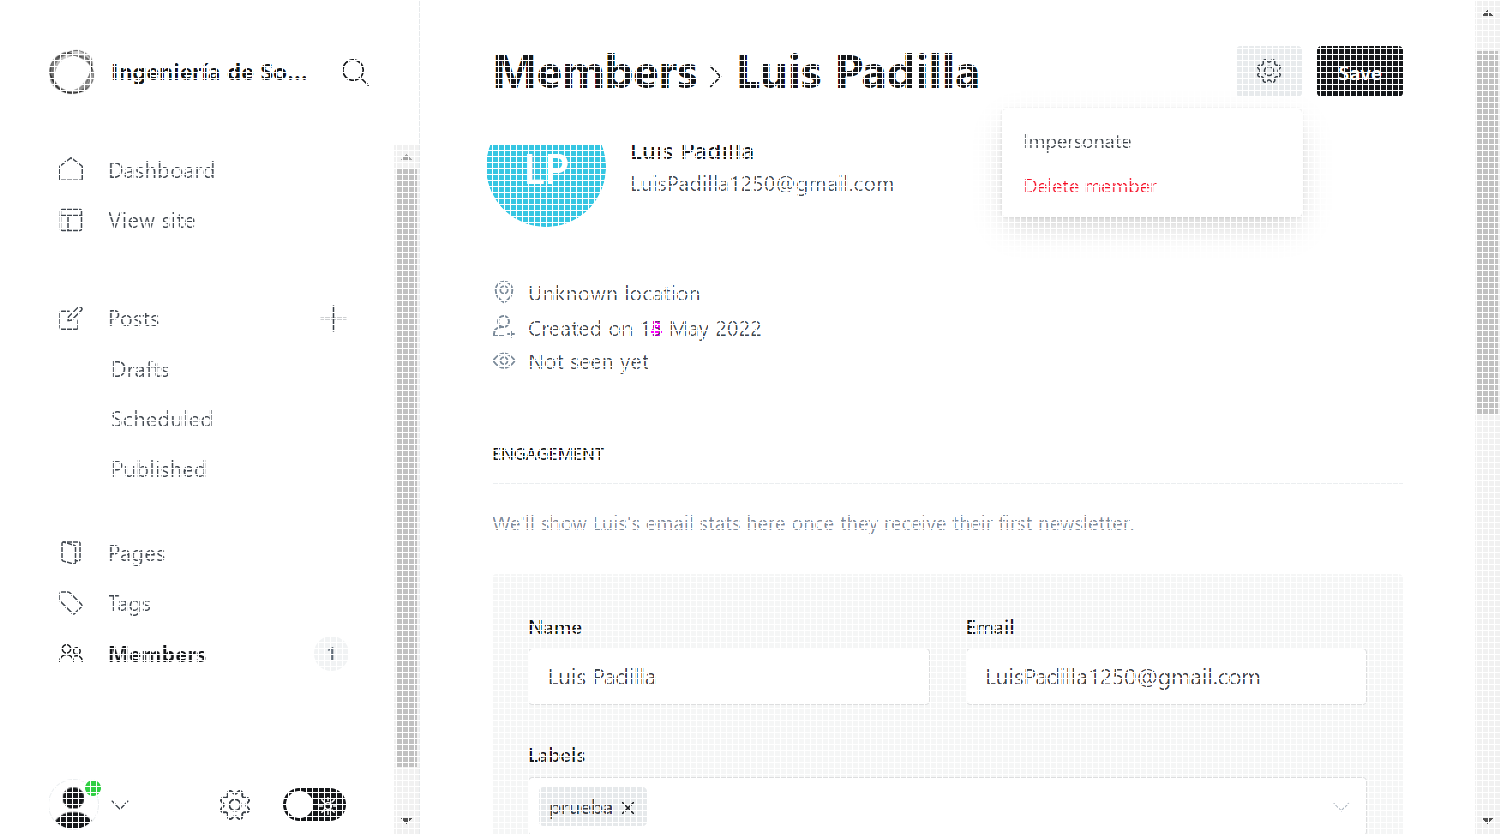 Ingeniería de So...
Dashboard
View site
Posts
Drafts
Scheduled
Published
Pages
Tags
Members 1
Members > Luis Padilla
Save
Impersonate
Delete member
LP
Luis Padilla
LuisPadilla1250@gmail.com
Unknown location
Created on May 2022
Not seen yet
ENGAGEMENT
We'll show Luis's email stats here once they receive their first newsletter.
Name
Luis Padilla
Email
LuisPadilla1250@gmail.com
Labels
prueba ×